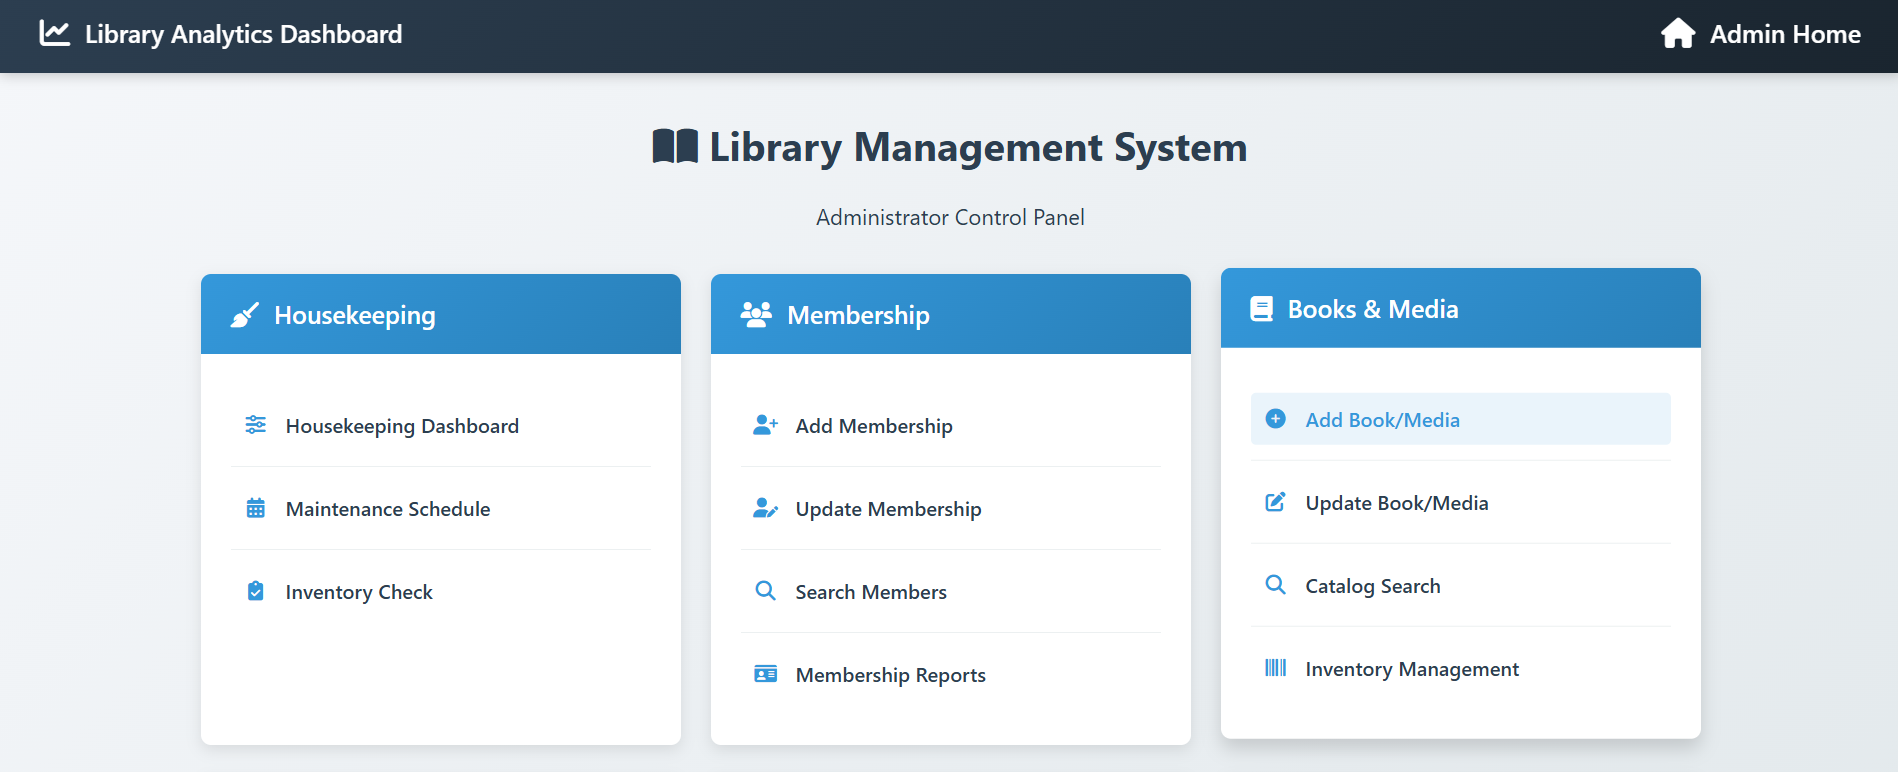 Library Analytics Dashboard
Admin Home
Library Management System
Administrator Control Panel
Housekeeping
Housekeeping Dashboard
Maintenance Schedule
Inventory Check
Membership
Add Membership
Update Membership
Search Members
Membership Reports
Books & Media
Add Book/Media
Update Book/Media
Catalog Search
Inventory Management